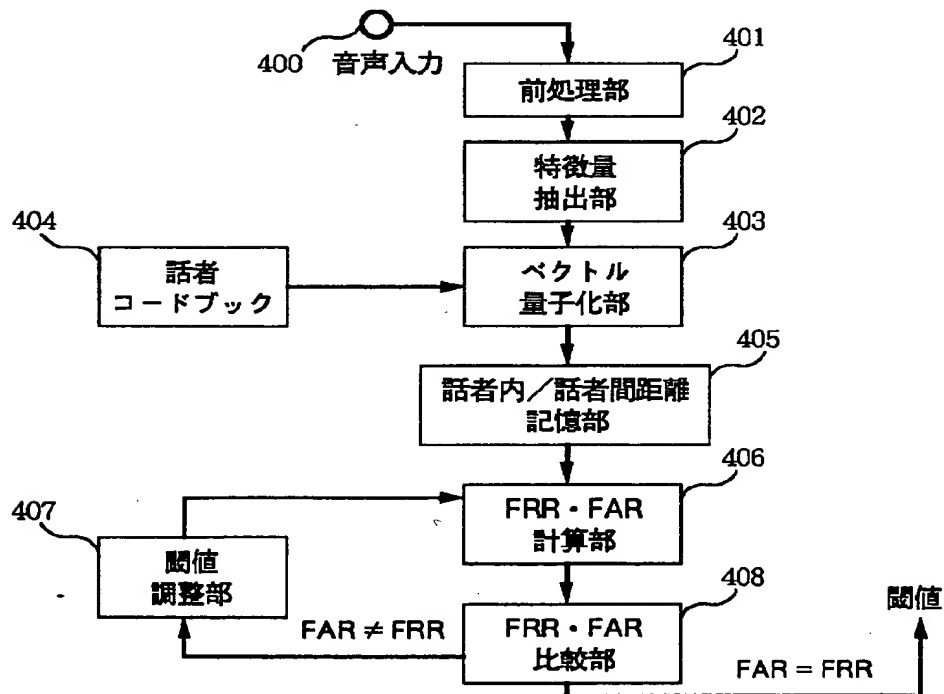 400
音声入力
401
前処理部
402
特徴量
抽出部
404
403
話者
コードブック
ベクトル
量子化部
405
話者内／話者間距離
記憶部
406
FRR・FAR
計算部
407
閾値
調整部
408
FRR・FAR
比較部
FAR ≠ FRR
閾値
FAR = FRR